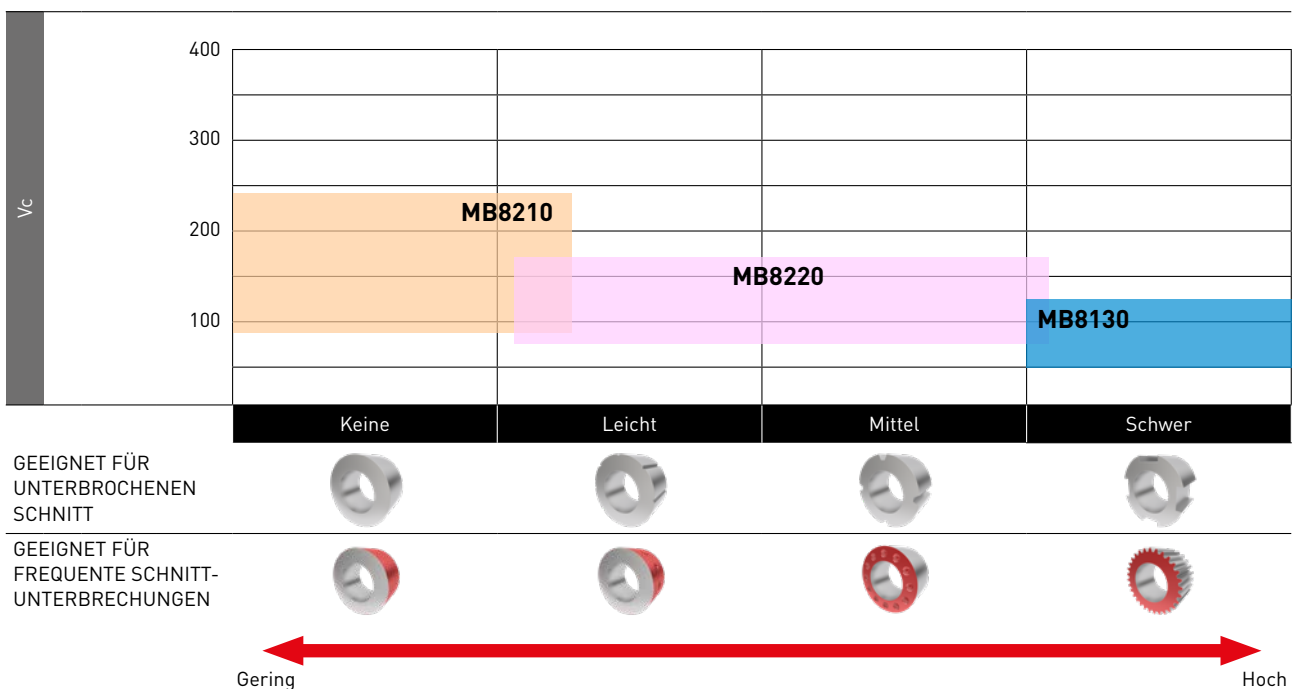 Vc
400
300
200
100
MB8210
MB8220
MB8130
Keine Leicht Mittel Schwer
GEEIGNET FÜR
UNTERBROCHENEN
SCHNITT
GEEIGNET FÜR
FREQUENTE SCHNITT-
UNTERBRECHUNGEN
Gering Hoch